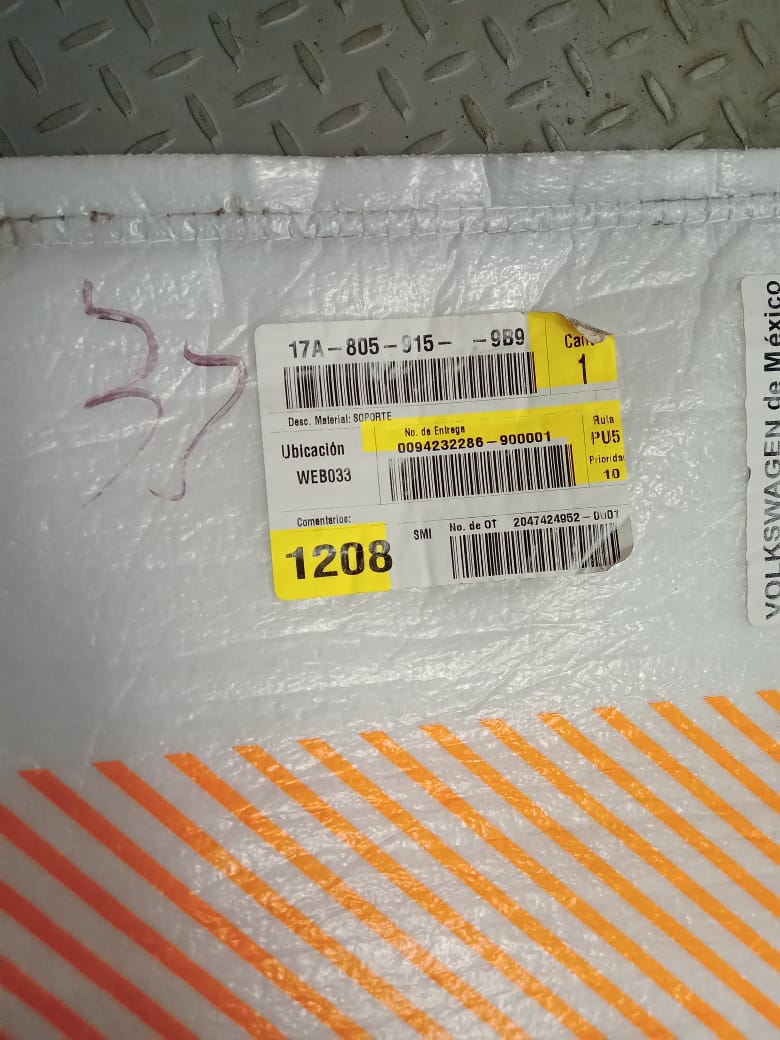 37
17A-805-915- -9B9
1
Desc. Material: SOPORTE
Ubicación
WEB033
No. de Entrega
0094232286-900001
Ruta
PU5
10
Comentarios:
1208
SMI
No. de OT 2047424952-0001
VOLKSWAGEN de México